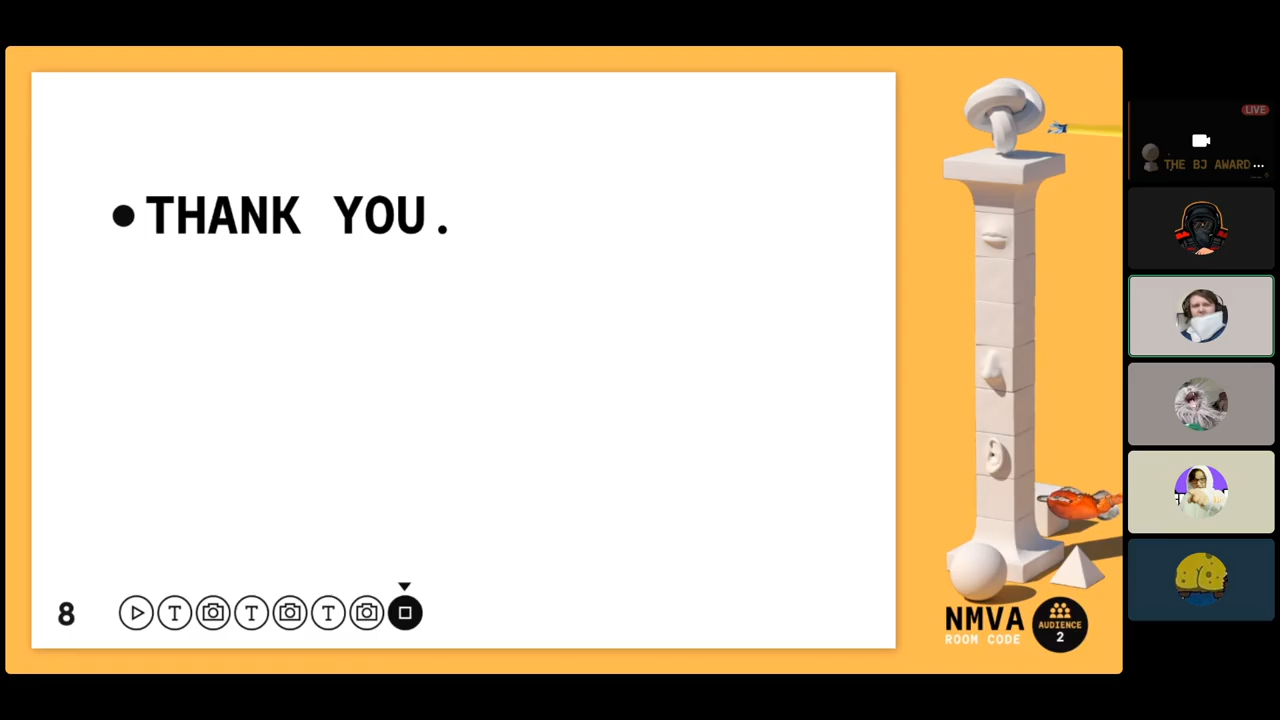 LIVE
THE BJ AWARD...
● THANK YOU.
8
T
T
T
NMVA
ROOM CODE
AUDIENCE
2